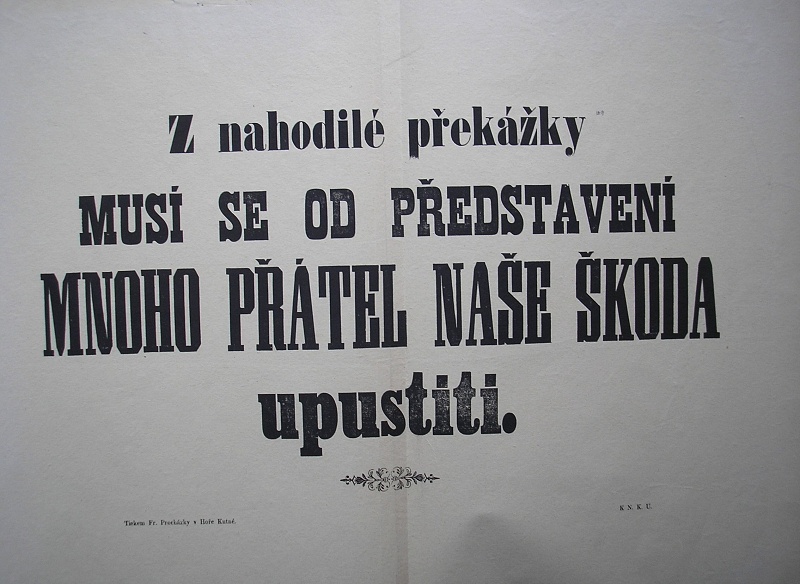 Z nahodilé překážky
MUSÍ SE OD PŘEDSTAVENÍ
MNOHO PŘÁTEL NAŠE ŠKODA
upustiti.
Tiskem Fr. Procházky v Hoře Kutné.
K. N. K. U.